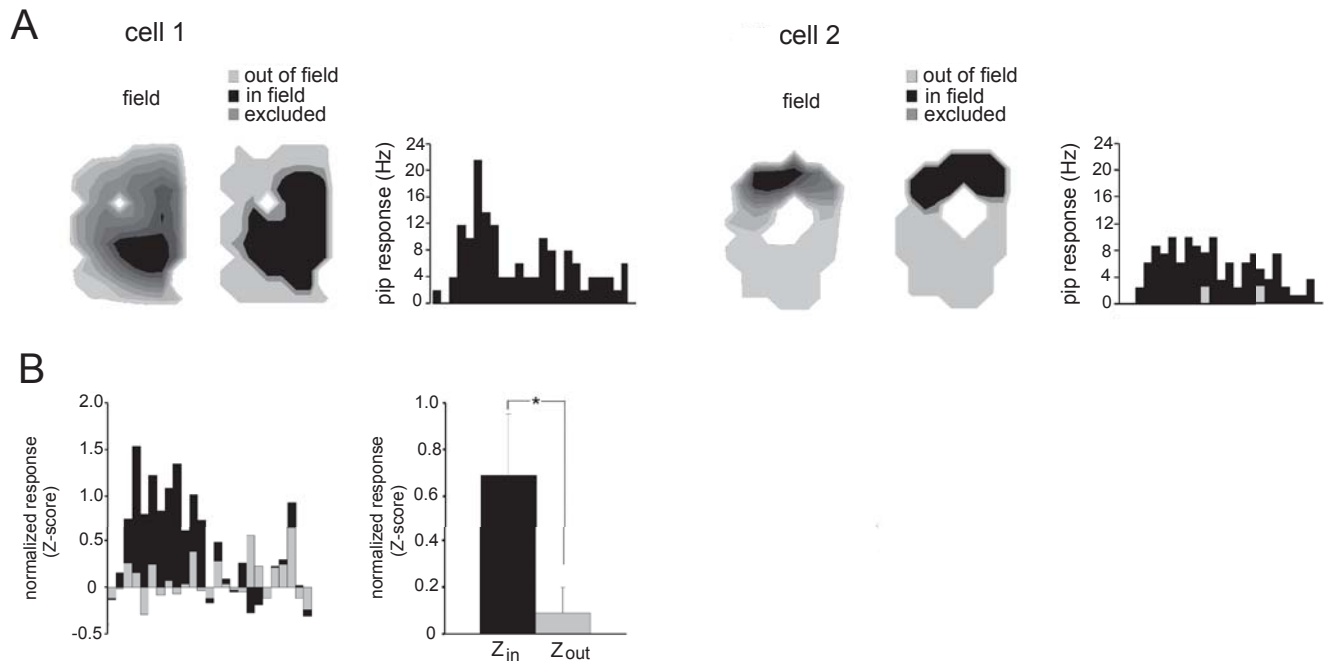 A
cell 1
field
out of field
in field
excluded
pip response (Hz)
24
20
16
12
8
4
0
cell 2
field
out of field
in field
excluded
pip response (Hz)
24
20
16
12
8
4
0
B
normalized response
(Z-score)
2.0
1.5
1.0
0.5
0
-0.5
normalized response
(Z-score)
1.0
0.8
0.6
0.4
0.2
0
*
Zin
Zout